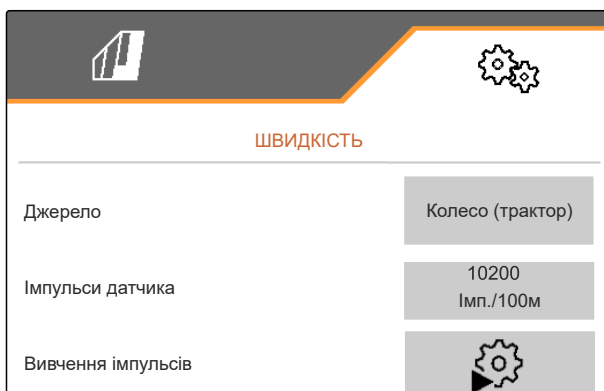 ШВИДКІСТЬ
Джерело
Колесо (трактор)
Імпульси датчика
10200
Імп./100м
Вивчення імпульсів